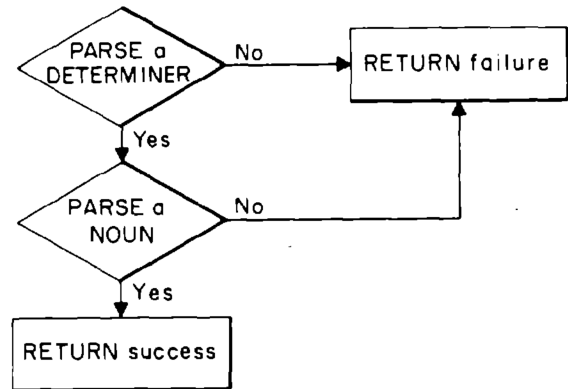 PARSE a
DETERMINER
No
RETURN failure
Yes
PARSE a
NOUN
No
Yes
RETURN success